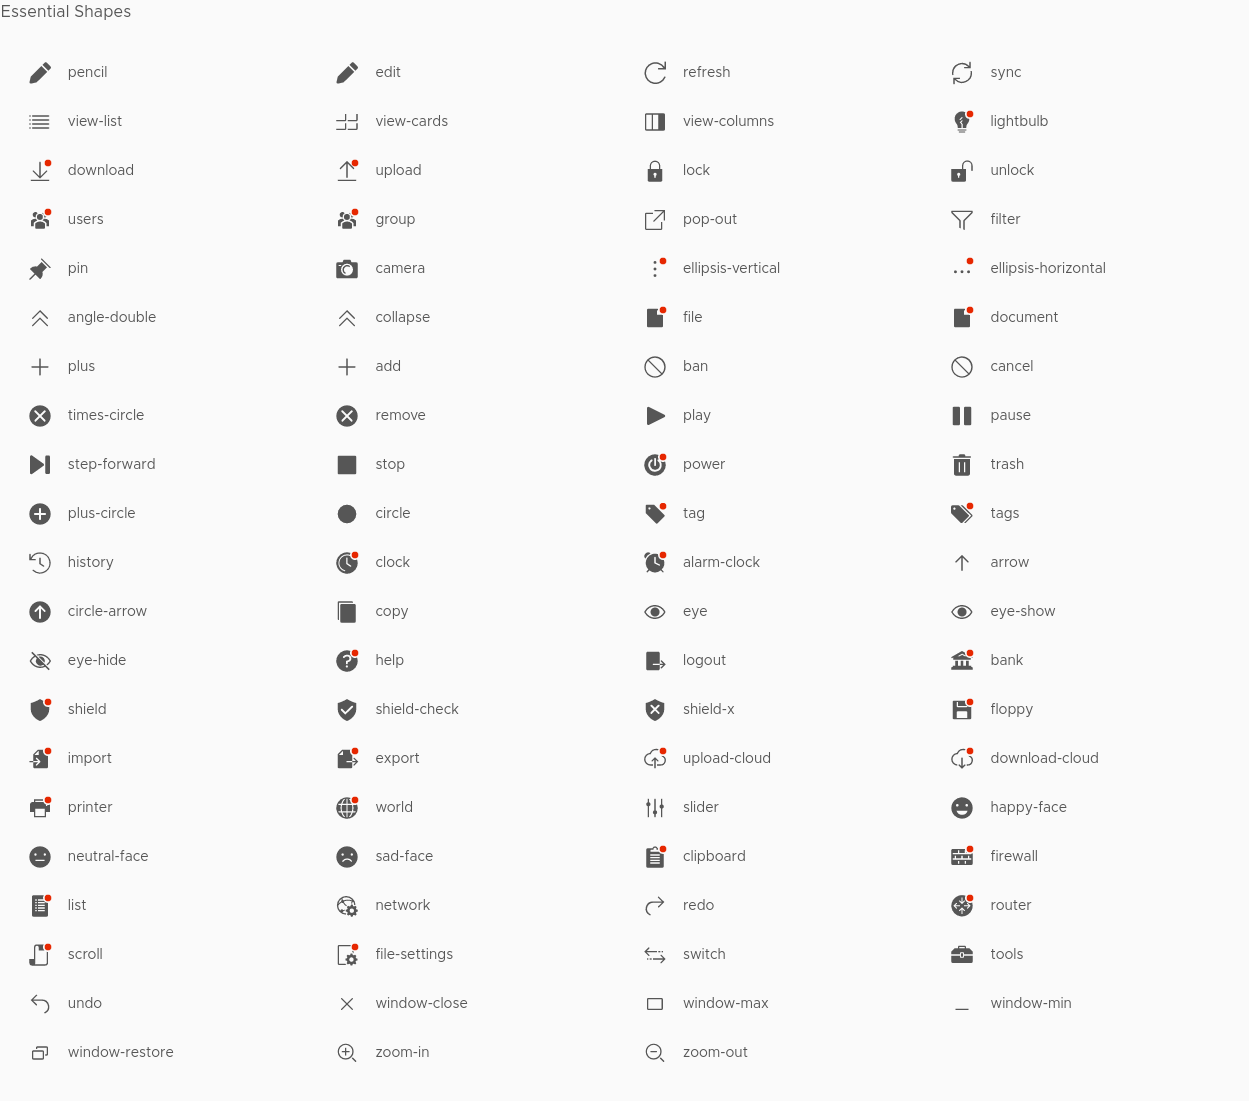 Essential Shapes
pencil edit refresh sync
view-list view-cards view-columns lightbulb
download upload lock unlock
users group pop-out filter
pin camera ellipsis-vertical ellipsis-horizontal
angle-double collapse file document
plus add ban cancel
times-circle remove play pause
step-forward stop power trash
plus-circle circle tag tags
history clock alarm-clock arrow
circle-arrow copy eye eye-show
eye-hide help logout bank
shield shield-check shield-x floppy
import export upload-cloud download-cloud
printer world slider happy-face
neutral-face sad-face clipboard firewall
list network redo router
scroll file-settings switch tools
undo window-close window-max window-min
window-restore zoom-in zoom-out